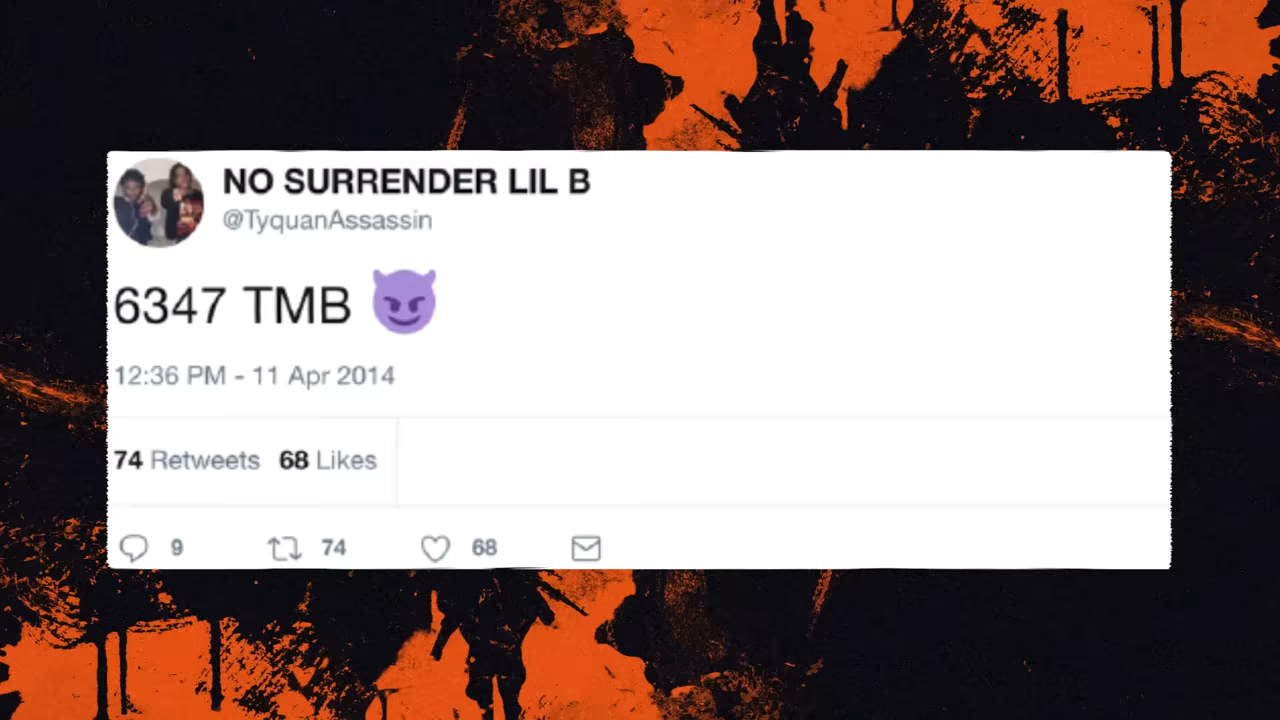 NO SURRENDER LIL B
@TyquanAssassin
6347 TMB 😈
12:36 PM - 11 Apr 2014
74 Retweets 68 Likes
9 74 68